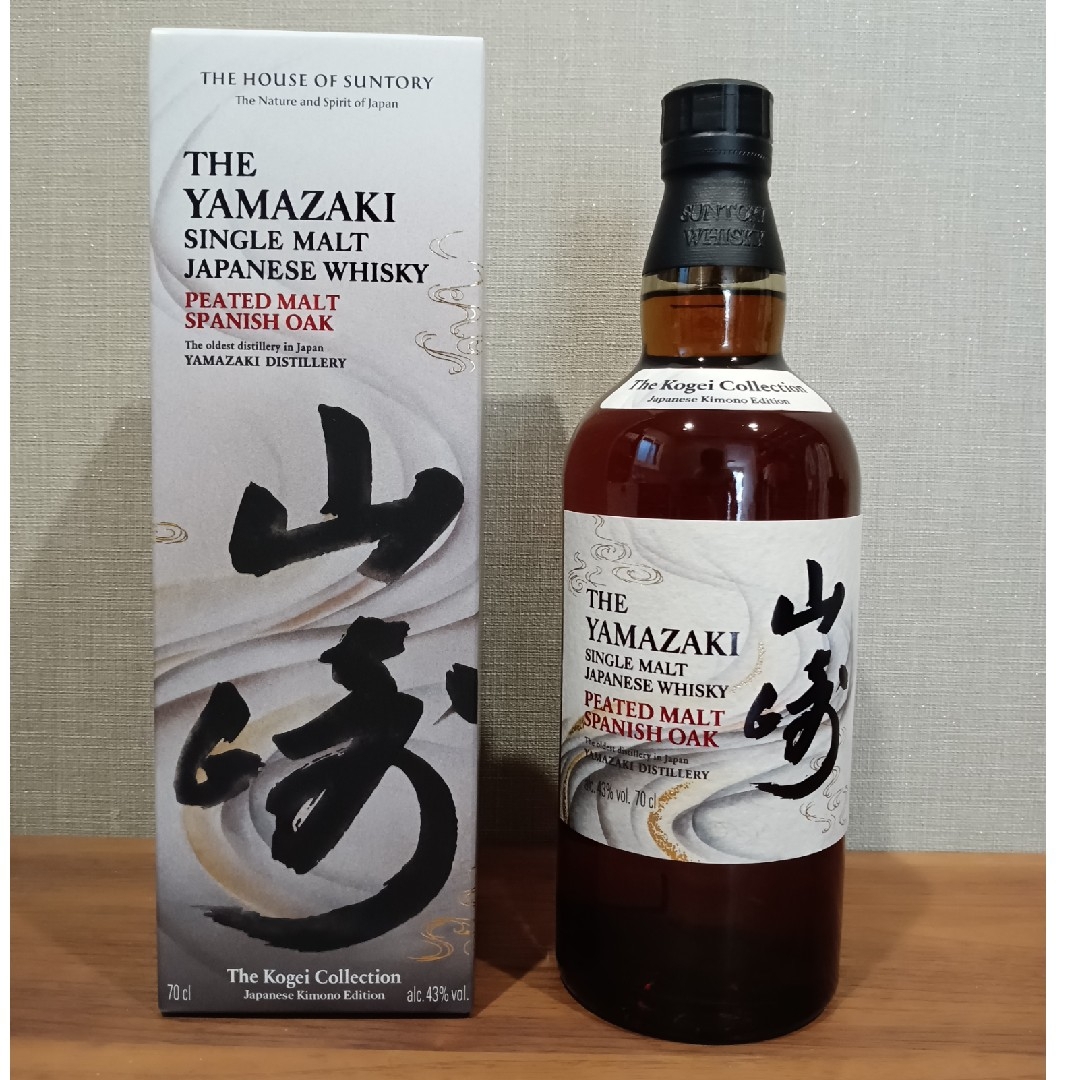 THE HOUSE OF SUNTORY
The Nature and Spirit of Japan
THE
YAMAZAKI
SINGLE MALT
JAPANESE WHISKY
PEATED MALT
SPANISH OAK
The oldest distillery in Japan
YAMAZAKI DISTILLERY
山崎
The Kogei Collection
70 cl
Japanese Kimono Edition
alc. 43% vol.
SUNTORY
WHISKY
The Kogei Collection
Japanese Kimono Edition
THE
YAMAZAKI
SINGLE MALT
JAPANESE WHISKY
PEATED MALT
SPANISH OAK
The oldest distillery in Japan
YAMAZAKI DISTILLERY
alc. 43% vol. 70 cl
山崎